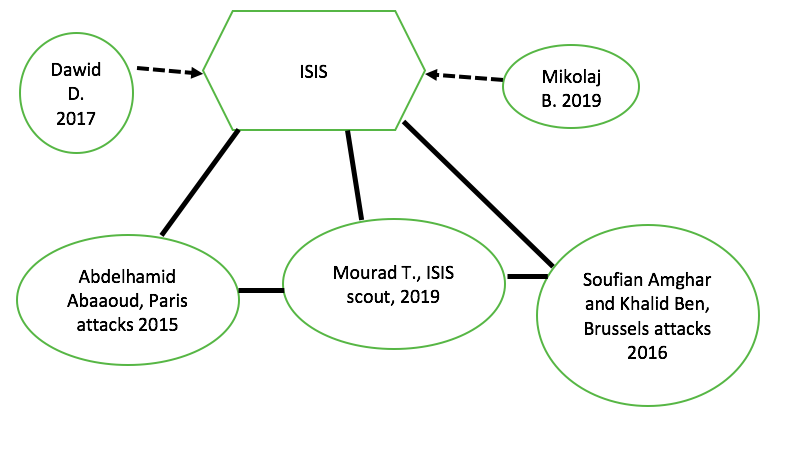 Dawid
D.
2017
ISIS
Mikolaj
B. 2019
Abdelhamid
Abaaoud, Paris
attacks 2015
Mourad T., ISIS
scout, 2019
Soufian Amghar
and Khalid Ben,
Brussels attacks
2016